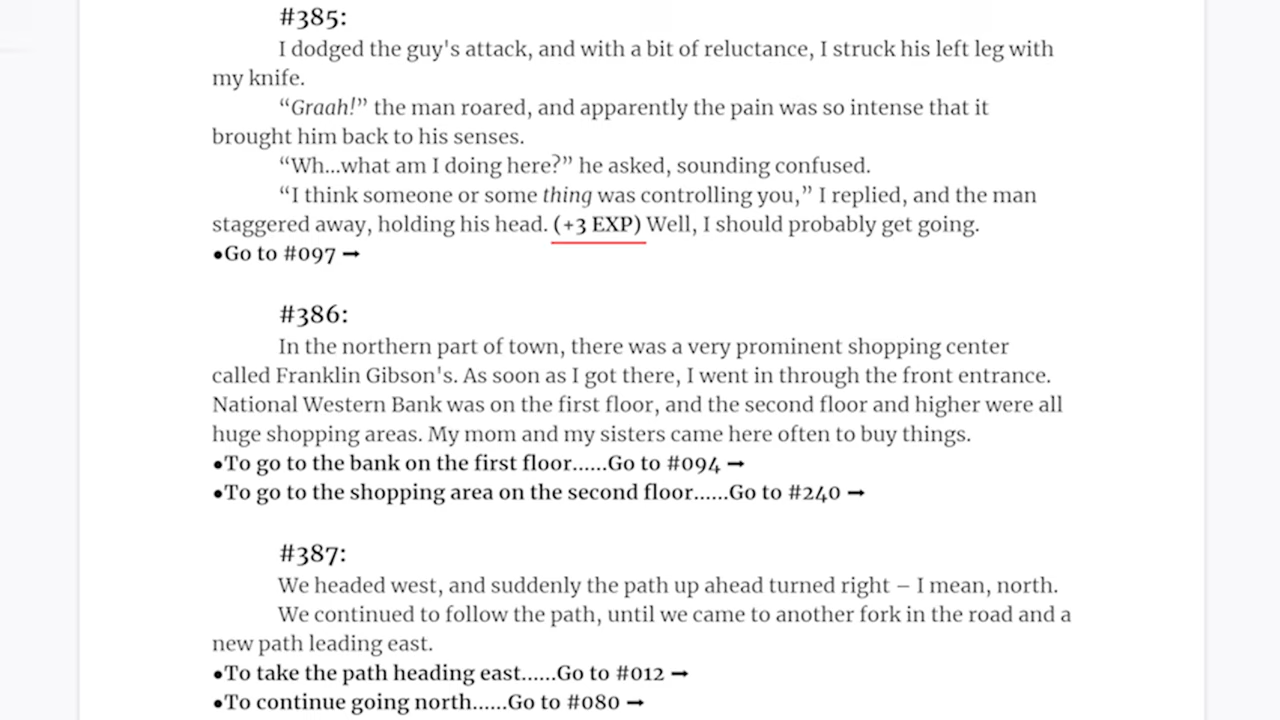 #385:
I dodged the guy's attack, and with a bit of reluctance, I struck his left leg with
my knife.
“Graah!” the man roared, and apparently the pain was so intense that it
brought him back to his senses.
“Wh...what am I doing here?” he asked, sounding confused.
“I think someone or some thing was controlling you,” I replied, and the man
staggered away, holding his head. (+3 EXP) Well, I should probably get going.
●Go to #097 ➞
#386:
In the northern part of town, there was a very prominent shopping center
called Franklin Gibson's. As soon as I got there, I went in through the front entrance.
National Western Bank was on the first floor, and the second floor and higher were all
huge shopping areas. My mom and my sisters came here often to buy things.
●To go to the bank on the first floor......Go to #094 ➞
●To go to the shopping area on the second floor......Go to #240 ➞
#387:
We headed west, and suddenly the path up ahead turned right – I mean, north.
We continued to follow the path, until we came to another fork in the road and a
new path leading east.
●To take the path heading east......Go to #012 ➞
●To continue going north......Go to #080 ➞